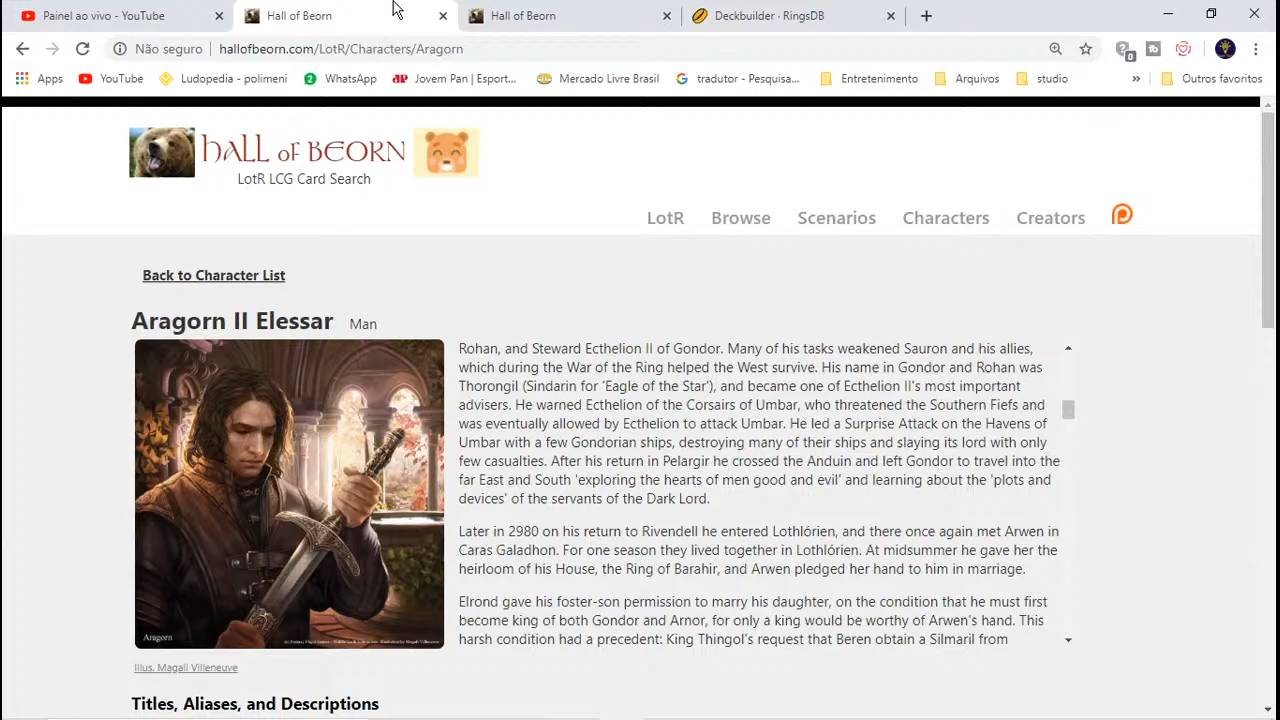 Painel ao vivo - YouTube
Hall of Beorn
Hall of Beorn
Deckbuilder · RingsDB
Não seguro
hallofbeorn.com/LotR/Characters/Aragorn
0
Apps
YouTube
Ludopedia - polimeni
2 WhatsApp
Jovem Pan | Esport...
Mercado Livre Brasil
tradutor - Pesquisa...
Entretenimento
Arquivos
studio
»
Outros favoritos
HALL OF BEORN
LotR LCG Card Search
LotR
Browse
Scenarios
Characters
Creators
Back to Character List
Aragorn II Elessar Man
Rohan, and Steward Ecthelion II of Gondor. Many of his tasks weakened Sauron and his allies,
which during the War of the Ring helped the West survive. His name in Gondor and Rohan was
Thorongil (Sindarin for 'Eagle of the Star'), and became one of Ecthelion II's most important
advisers. He warned Ecthelion of the Corsairs of Umbar, who threatened the Southern Fiefs and
was eventually allowed by Ecthelion to attack Umbar. He led a Surprise Attack on the Havens of
Umbar with a few Gondorian ships, destroying many of their ships and slaying its lord with only
few casualties. After his return in Pelargir he crossed the Anduin and left Gondor to travel into the
far East and South 'exploring the hearts of men good and evil' and learning about the 'plots and
devices' of the servants of the Dark Lord.
Later in 2980 on his return to Rivendell he entered Lothlórien, and there once again met Arwen in
Caras Galadhon. For one season they lived together in Lothlórien. At midsummer he gave her the
heirloom of his House, the Ring of Barahir, and Arwen pledged her hand to him in marriage.
Elrond gave his foster-son permission to marry his daughter, on the condition that he must first
become king of both Gondor and Arnor, for only a king would be worthy of Arwen's hand. This
harsh condition had a precedent: King Thingol's request that Beren obtain a Silmaril from
Aragorn
Illus. Magali Villeneuve
Titles, Aliases, and Descriptions